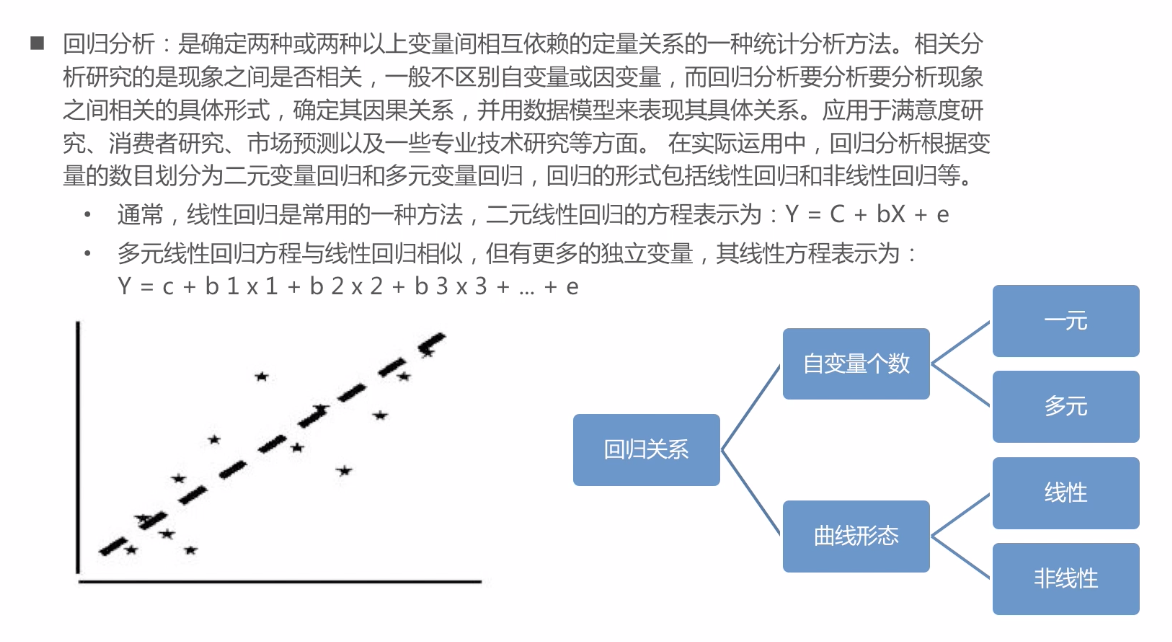 ■ 回归分析：是确定两种或两种以上变量间相互依赖的定量关系的一种统计分析方法。相关分
析研究的是现象之间是否相关，一般不区别自变量或因变量，而回归分析要分析要分析现象
之间相关的具体形式，确定其因果关系，并用数据模型来表现其具体关系。应用于满意度研
究、消费者研究、市场预测以及一些专业技术研究等方面。 在实际运用中，回归分析根据变
量的数目划分为二元变量回归和多元变量回归，回归的形式包括线性回归和非线性回归等。
• 通常，线性回归是常用的一种方法，二元线性回归的方程表示为：Y = C + bX + e
• 多元线性回归方程与线性回归相似，但有更多的独立变量，其线性方程表示为：
Y = c + b 1 x 1 + b 2 x 2 + b 3 x 3 + ... + e
回归关系
自变量个数
一元
多元
曲线形态
线性
非线性